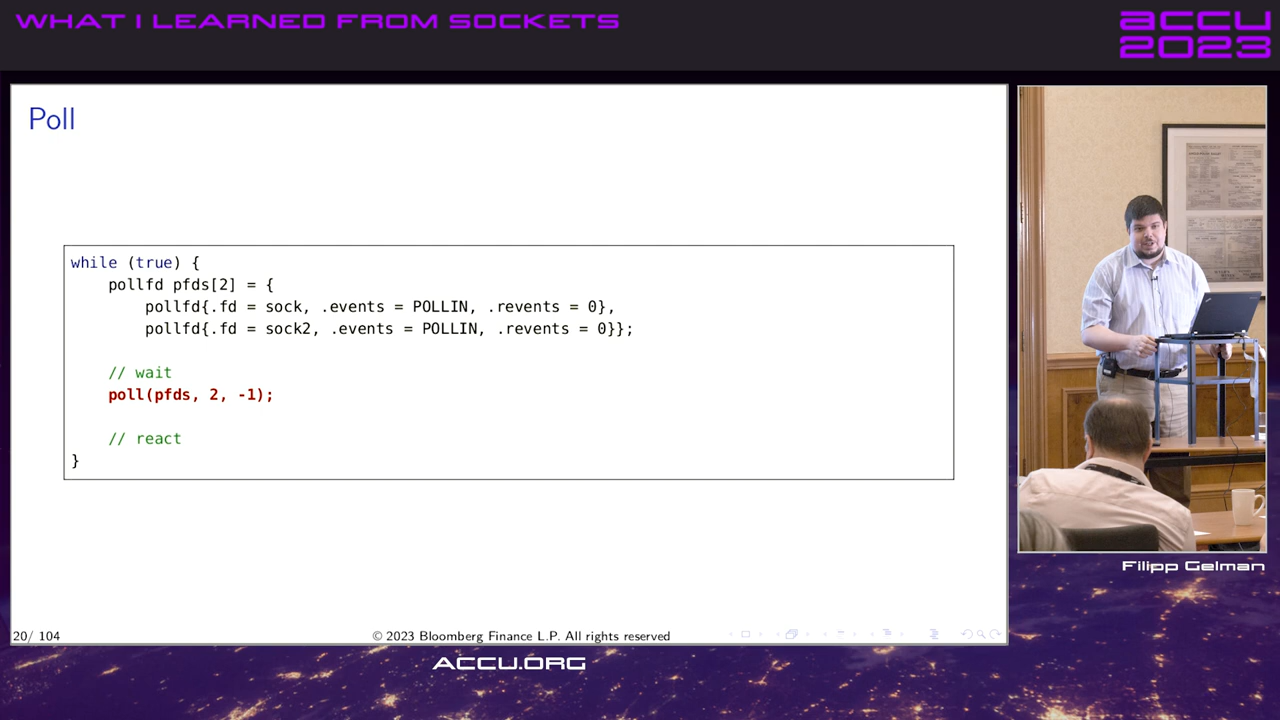 WHAT I LEARNED FROM SOCKETS
ACCU
2023
Poll
while (true) {
    pollfd pfds[2] = {
        pollfd{.fd = sock, .events = POLLIN, .revents = 0},
        pollfd{.fd = sock2, .events = POLLIN, .revents = 0}};
    // wait
    poll(pfds, 2, -1);
    // react
}
20/ 104
© 2023 Bloomberg Finance L.P. All rights reserved
Filipp Gelman
ACCU.ORG